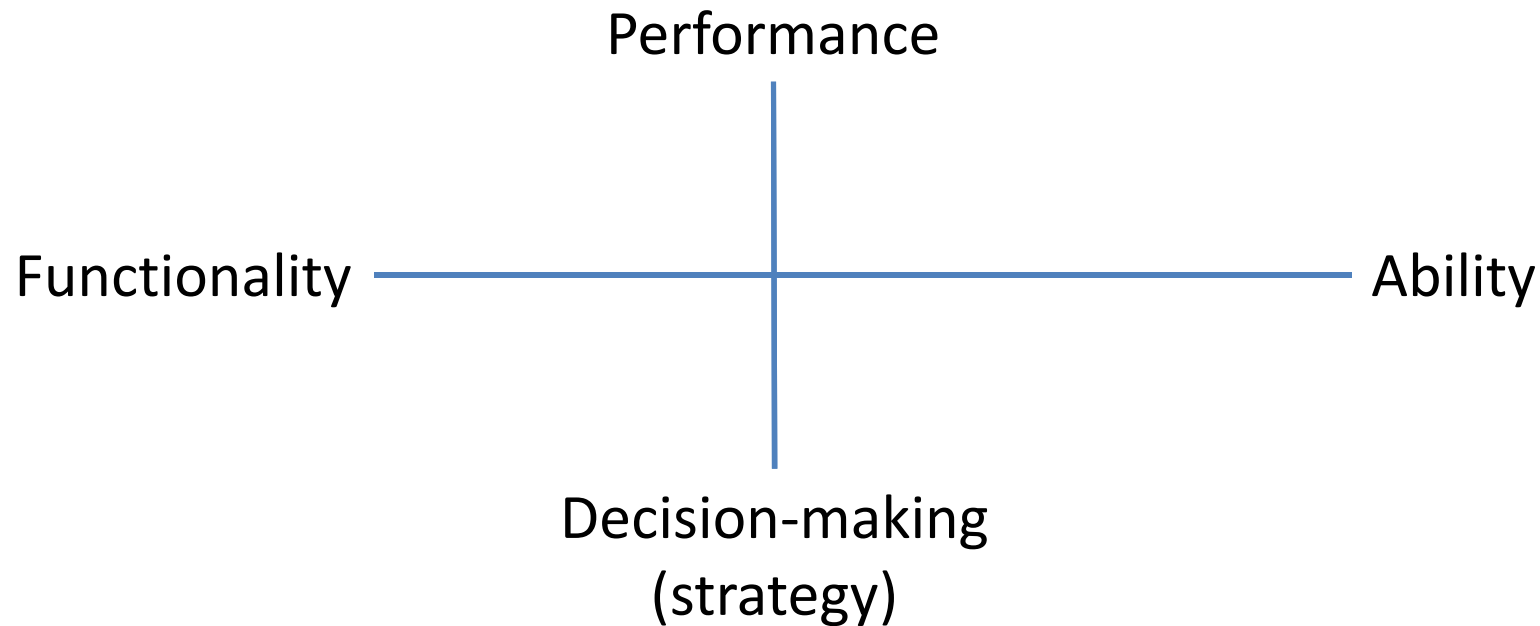 Performance
Functionality
Ability
Decision-making
(strategy)